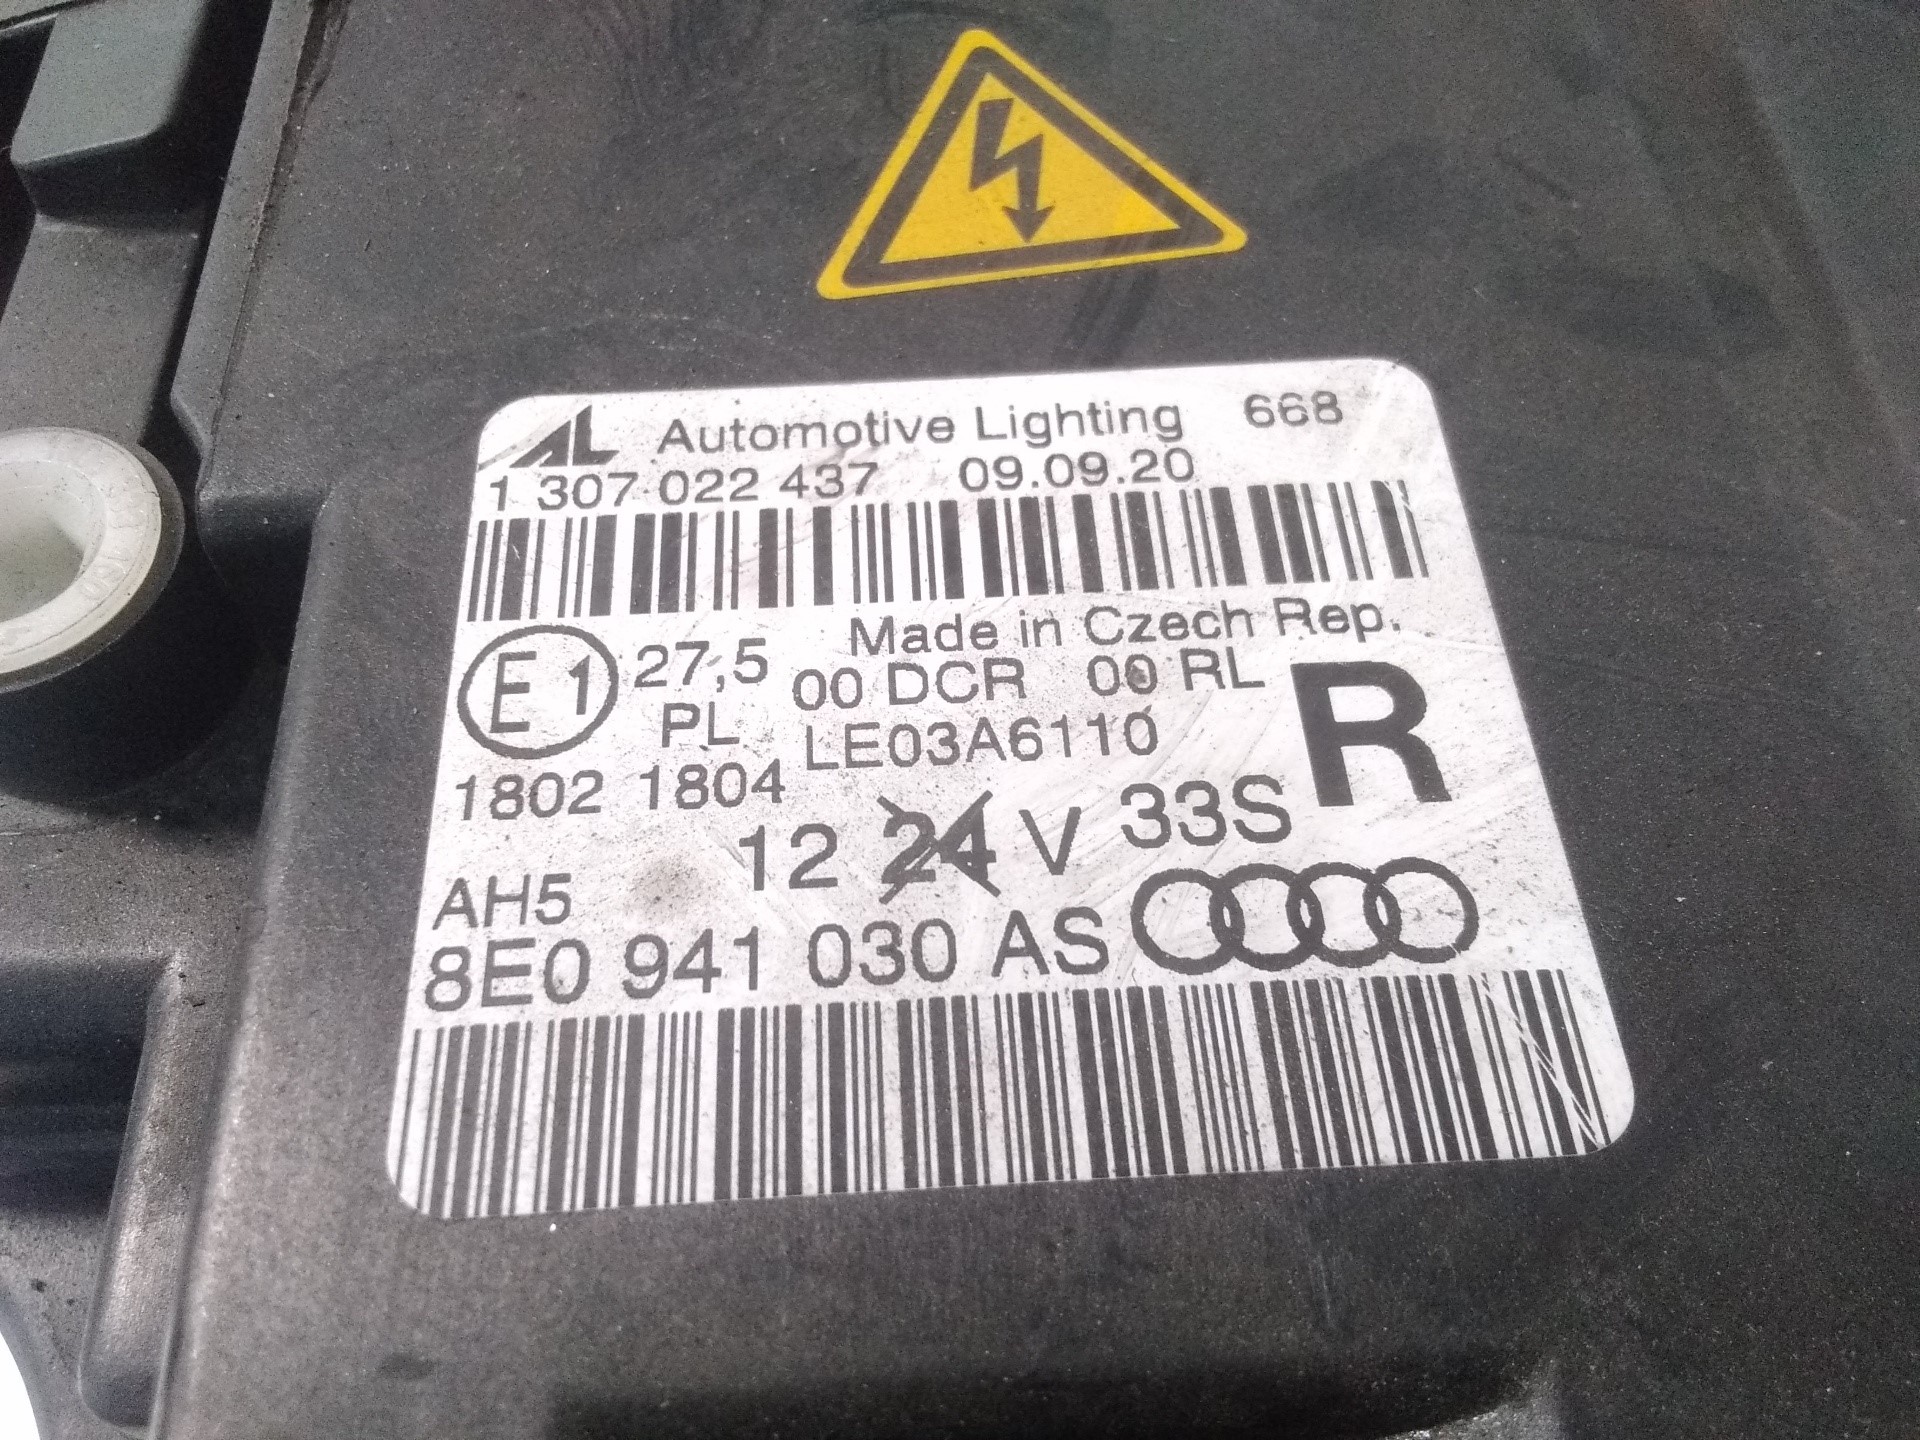 AL Automotive Lighting 668
1 307 022 437 09.09.20
Made in Czech Rep.
E1 27,5 00 DCR 00 RL R
PL LE03A6110
1802 1804
12 24 V 33S
AH5
8E0 941 030 AS